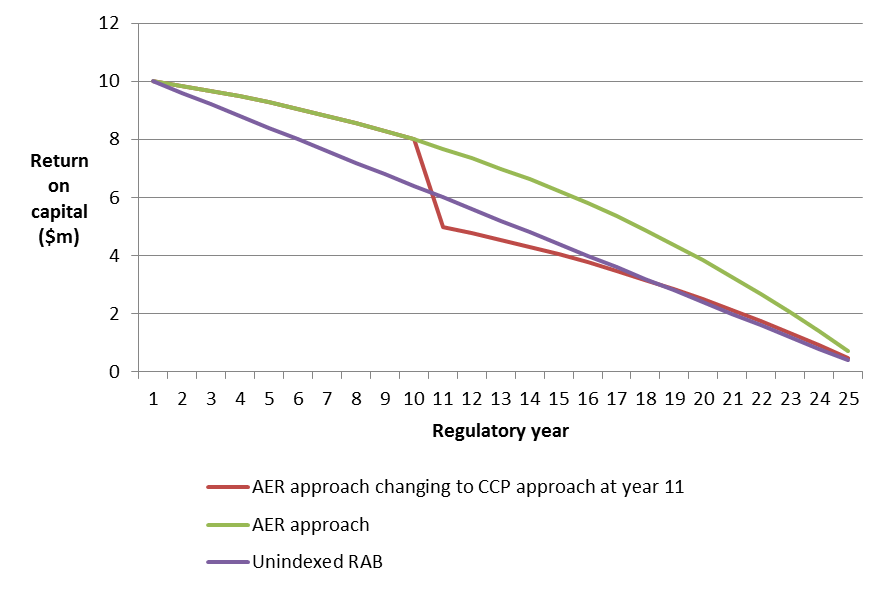 12
10
8
6
4
2
0
Return
on
capital
($m)
1 2 3 4 5 6 7 8 9 10 11 12 13 14 15 16 17 18 19 20 21 22 23 24 25
Regulatory year
AER approach changing to CCP approach at year 11
AER approach
Unindexed RAB